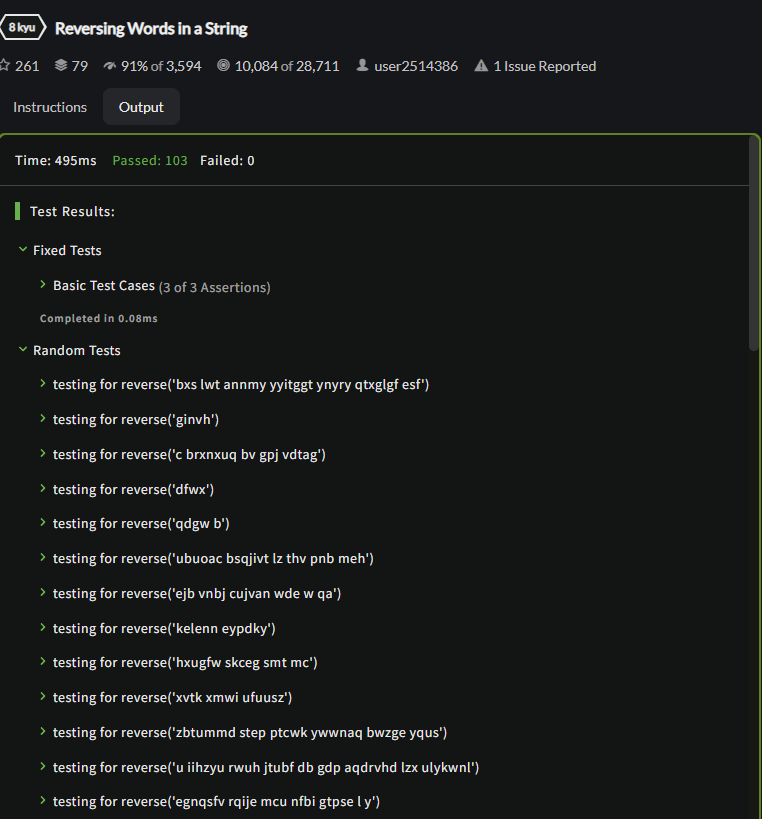 8 kyu Reversing Words in a String
261 79 91% of 3,594 10,084 of 28,711 user2514386 1 Issue Reported
Instructions Output
Time: 495ms Passed: 103 Failed: 0
Test Results:
Fixed Tests
Basic Test Cases (3 of 3 Assertions)
Completed in 0.08ms
Random Tests
testing for reverse('bxs lwt annmy yyitggt ynyry qtxglgf esf')
testing for reverse('ginvh')
testing for reverse('c brxnxuq bv gpj vdtag')
testing for reverse('dfwx')
testing for reverse('qdgw b')
testing for reverse('ubuoac bsqjivt lz thv pnb meh')
testing for reverse('ejb vnbj cujvan wde w qa')
testing for reverse('kelenn eypdky')
testing for reverse('hxugfw skceg smt mc')
testing for reverse('xvtk xmwi ufuusz')
testing for reverse('zbtummd step ptcwk ywwnaq bwzge yqus')
testing for reverse('u iihzyu rwuh jtubf db gdp aqdrvhd lzx ulykwnl')
testing for reverse('egnqsfv rqije mcu nfbi gtpse l y')